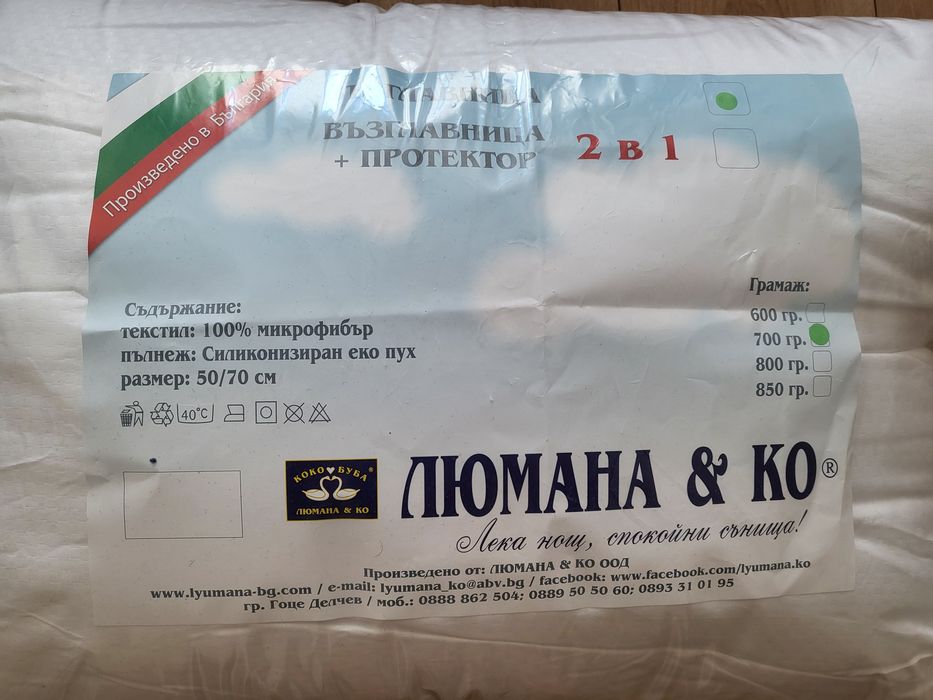 Произведено в България
ВЪЗГЛАВНИЦА
+ ПРОТЕКТОР 2 в 1
Съдържание:
текстил: 100% микрофибър
пълнеж: Силиконизиран еко пух
размер: 50/70 см
40°C
Грамаж:
600 гр.
700 гр.
800 гр.
850 гр.
КОКО БУБА®
ЛЮМАНА & КО
ЛЮМАНА & КО®
Лека нощ, спокойни сънища!
Произведено от: ЛЮМАНА & КО ООД
www.lyumana-bg.com / e-mail: lyumana_ko@abv.bg / facebook: www.facebook.com/lyumana.ko
гр. Гоце Делчев / моб.: 0888 862 504; 0889 50 50 60; 0893 31 01 95